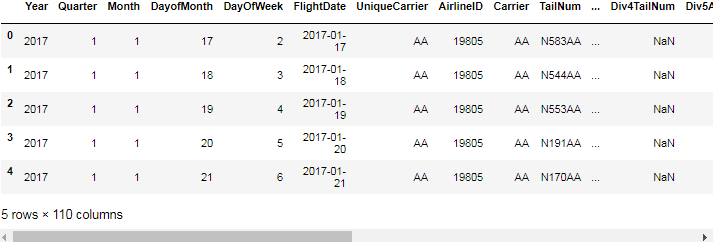 Year Quarter Month DayofMonth DayOfWeek FlightDate UniqueCarrier AirlineID Carrier TailNum ... Div4TailNum Div5A
0 2017 1 1 17 2 2017-01-17 AA 19805 AA N583AA ... NaN
1 2017 1 1 18 3 2017-01-18 AA 19805 AA N544AA ... NaN
2 2017 1 1 19 4 2017-01-19 AA 19805 AA N553AA ... NaN
3 2017 1 1 20 5 2017-01-20 AA 19805 AA N191AA ... NaN
4 2017 1 1 21 6 2017-01-21 AA 19805 AA N170AA ... NaN
5 rows × 110 columns